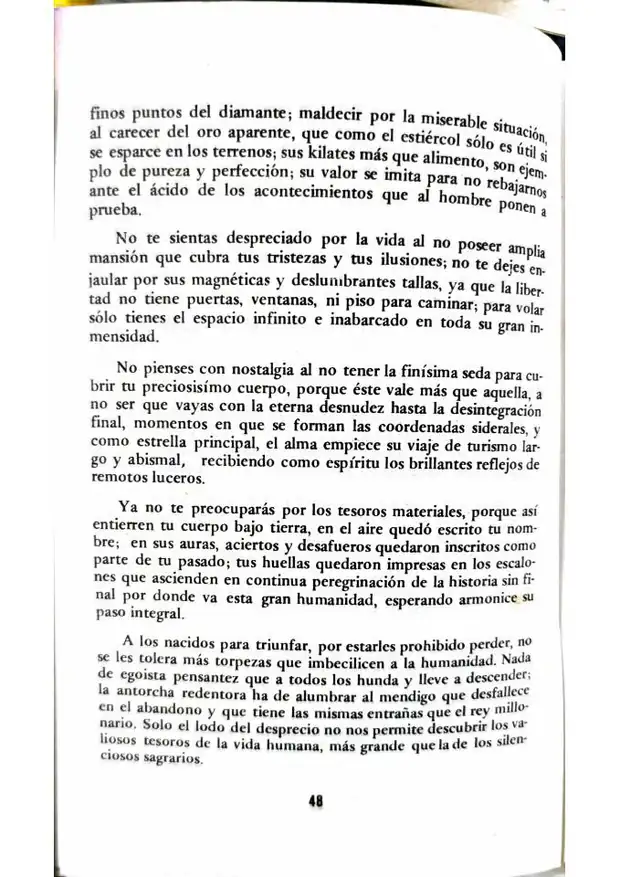 finos puntos del diamante; maldecir por la miserable situación,
al carecer del oro aparente, que como el estiércol sólo es útil si
se esparce en los terrenos; sus kilates más que alimento, son ejem-
plo de pureza y perfección; su valor se imita para no rebajarnos
ante el ácido de los acontecimientos que al hombre ponen a
prueba.
No te sientas despreciado por la vida al no poseer amplia
mansión que cubra tus tristezas y tus ilusiones; no te dejes en-
jaular por sus magnéticas y deslumbrantes tallas, ya que la liber-
tad no tiene puertas, ventanas, ni piso para caminar; para volar
sólo tienes el espacio infinito e inabarcado en toda su gran in-
mensidad.
No pienses con nostalgia al no tener la finísima seda para cu-
brir tu preciosisímo cuerpo, porque éste vale más que aquella, a
no ser que vayas con la eterna desnudez hasta la desintegración
final, momentos en que se forman las coordenadas siderales, y
como estrella principal, el alma empiece su viaje de turismo lar-
go y abismal, recibiendo como espíritu los brillantes reflejos de
remotos luceros.
Ya no te preocuparás por los tesoros materiales, porque así
entierren tu cuerpo bajo tierra, en el aire quedó escrito tu nom-
bre; en sus auras, aciertos y desafueros quedaron inscritos como
parte de tu pasado; tus huellas quedaron impresas en los escalo-
nes que ascienden en continua peregrinación de la historia sin fi-
nal por donde va esta gran humanidad, esperando armonice su
paso integral.
A los nacidos para triunfar, por estarles prohibido perder, no
se les tolera más torpezas que imbecilicen a la humanidad. Nada
de egoista pensantez que a todos los hunda y lleve a descender;
la antorcha redentora ha de alumbrar al mendigo que desfallece
en el abandono y que tiene las mismas entrañas que el rey millo-
nario. Solo el lodo del desprecio no nos permite descubrir los va-
liosos tesoros de la vida humana, más grande que la de los silen-
ciosos sagrarios.
48